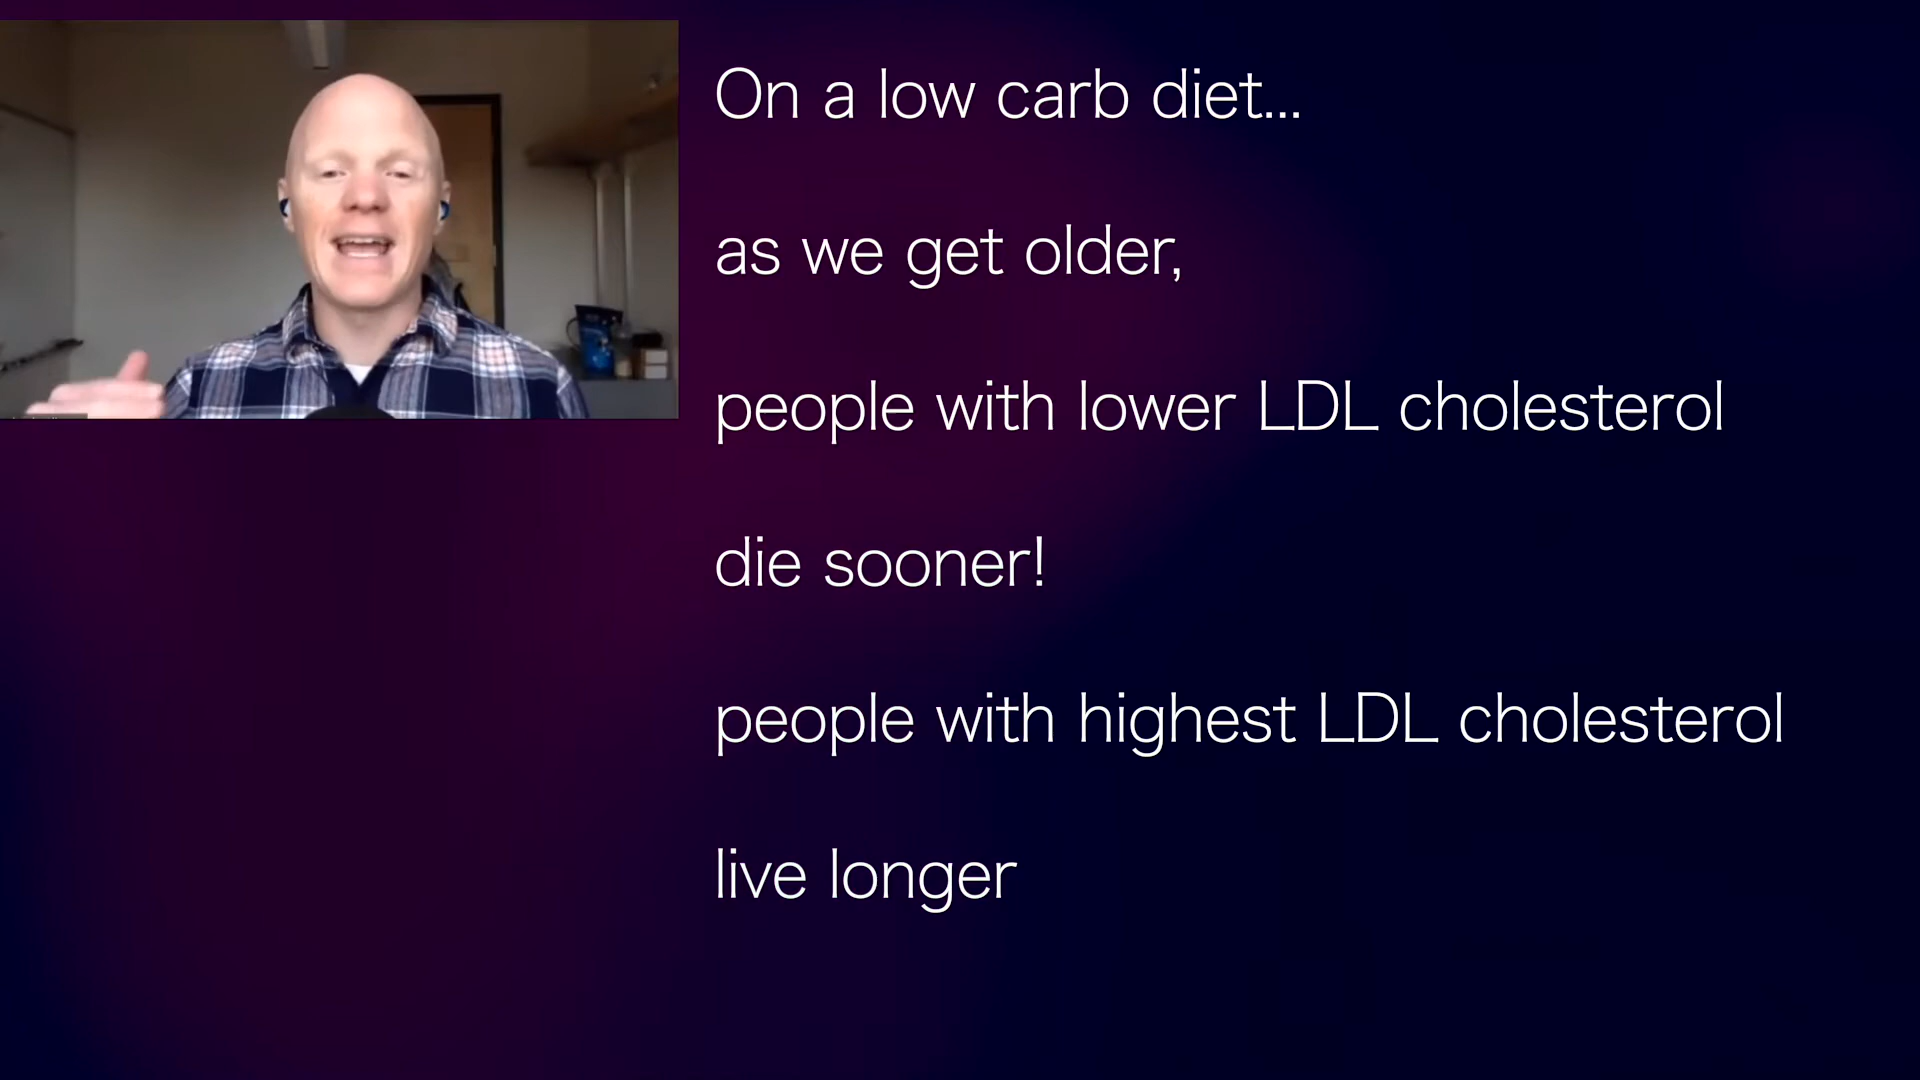 On a low carb diet...
as we get older,
people with lower LDL cholesterol
die sooner!
people with highest LDL cholesterol
live longer